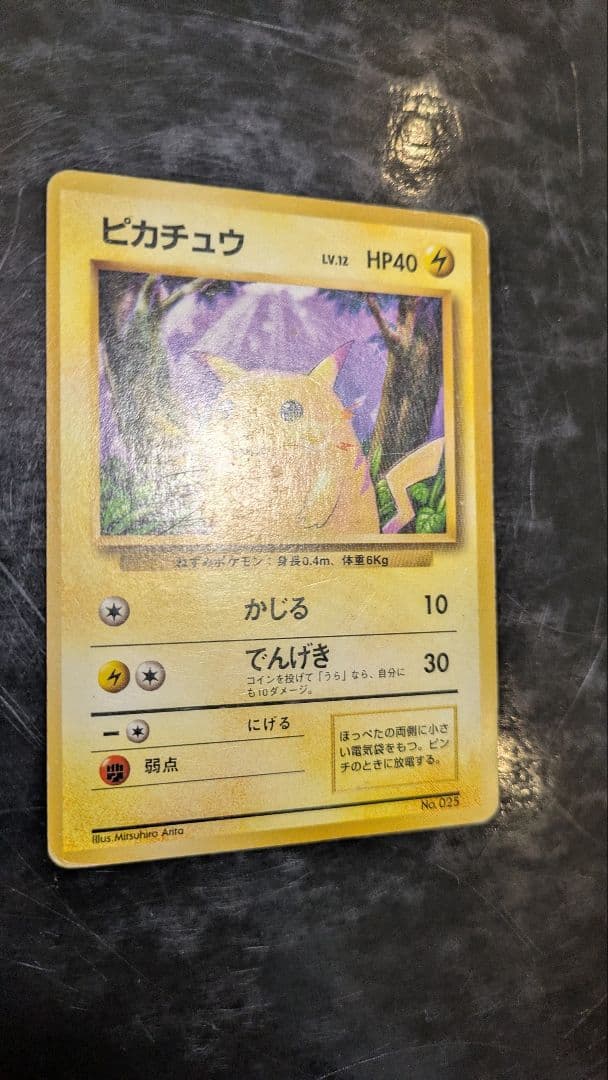 ピカチュウ
LV.12 HP40
ねずみポケモン：身長0.4m、体重6Kg
かじる 10
でんげき 30
コインを投げて「うら」なら、自分に
も10ダメージ。
にげる
弱点
ほっぺたの両側に小さ
い電気袋をもつ。ピン
チのときに放電する。
Illus.Mitsuhiro Arita
No.025